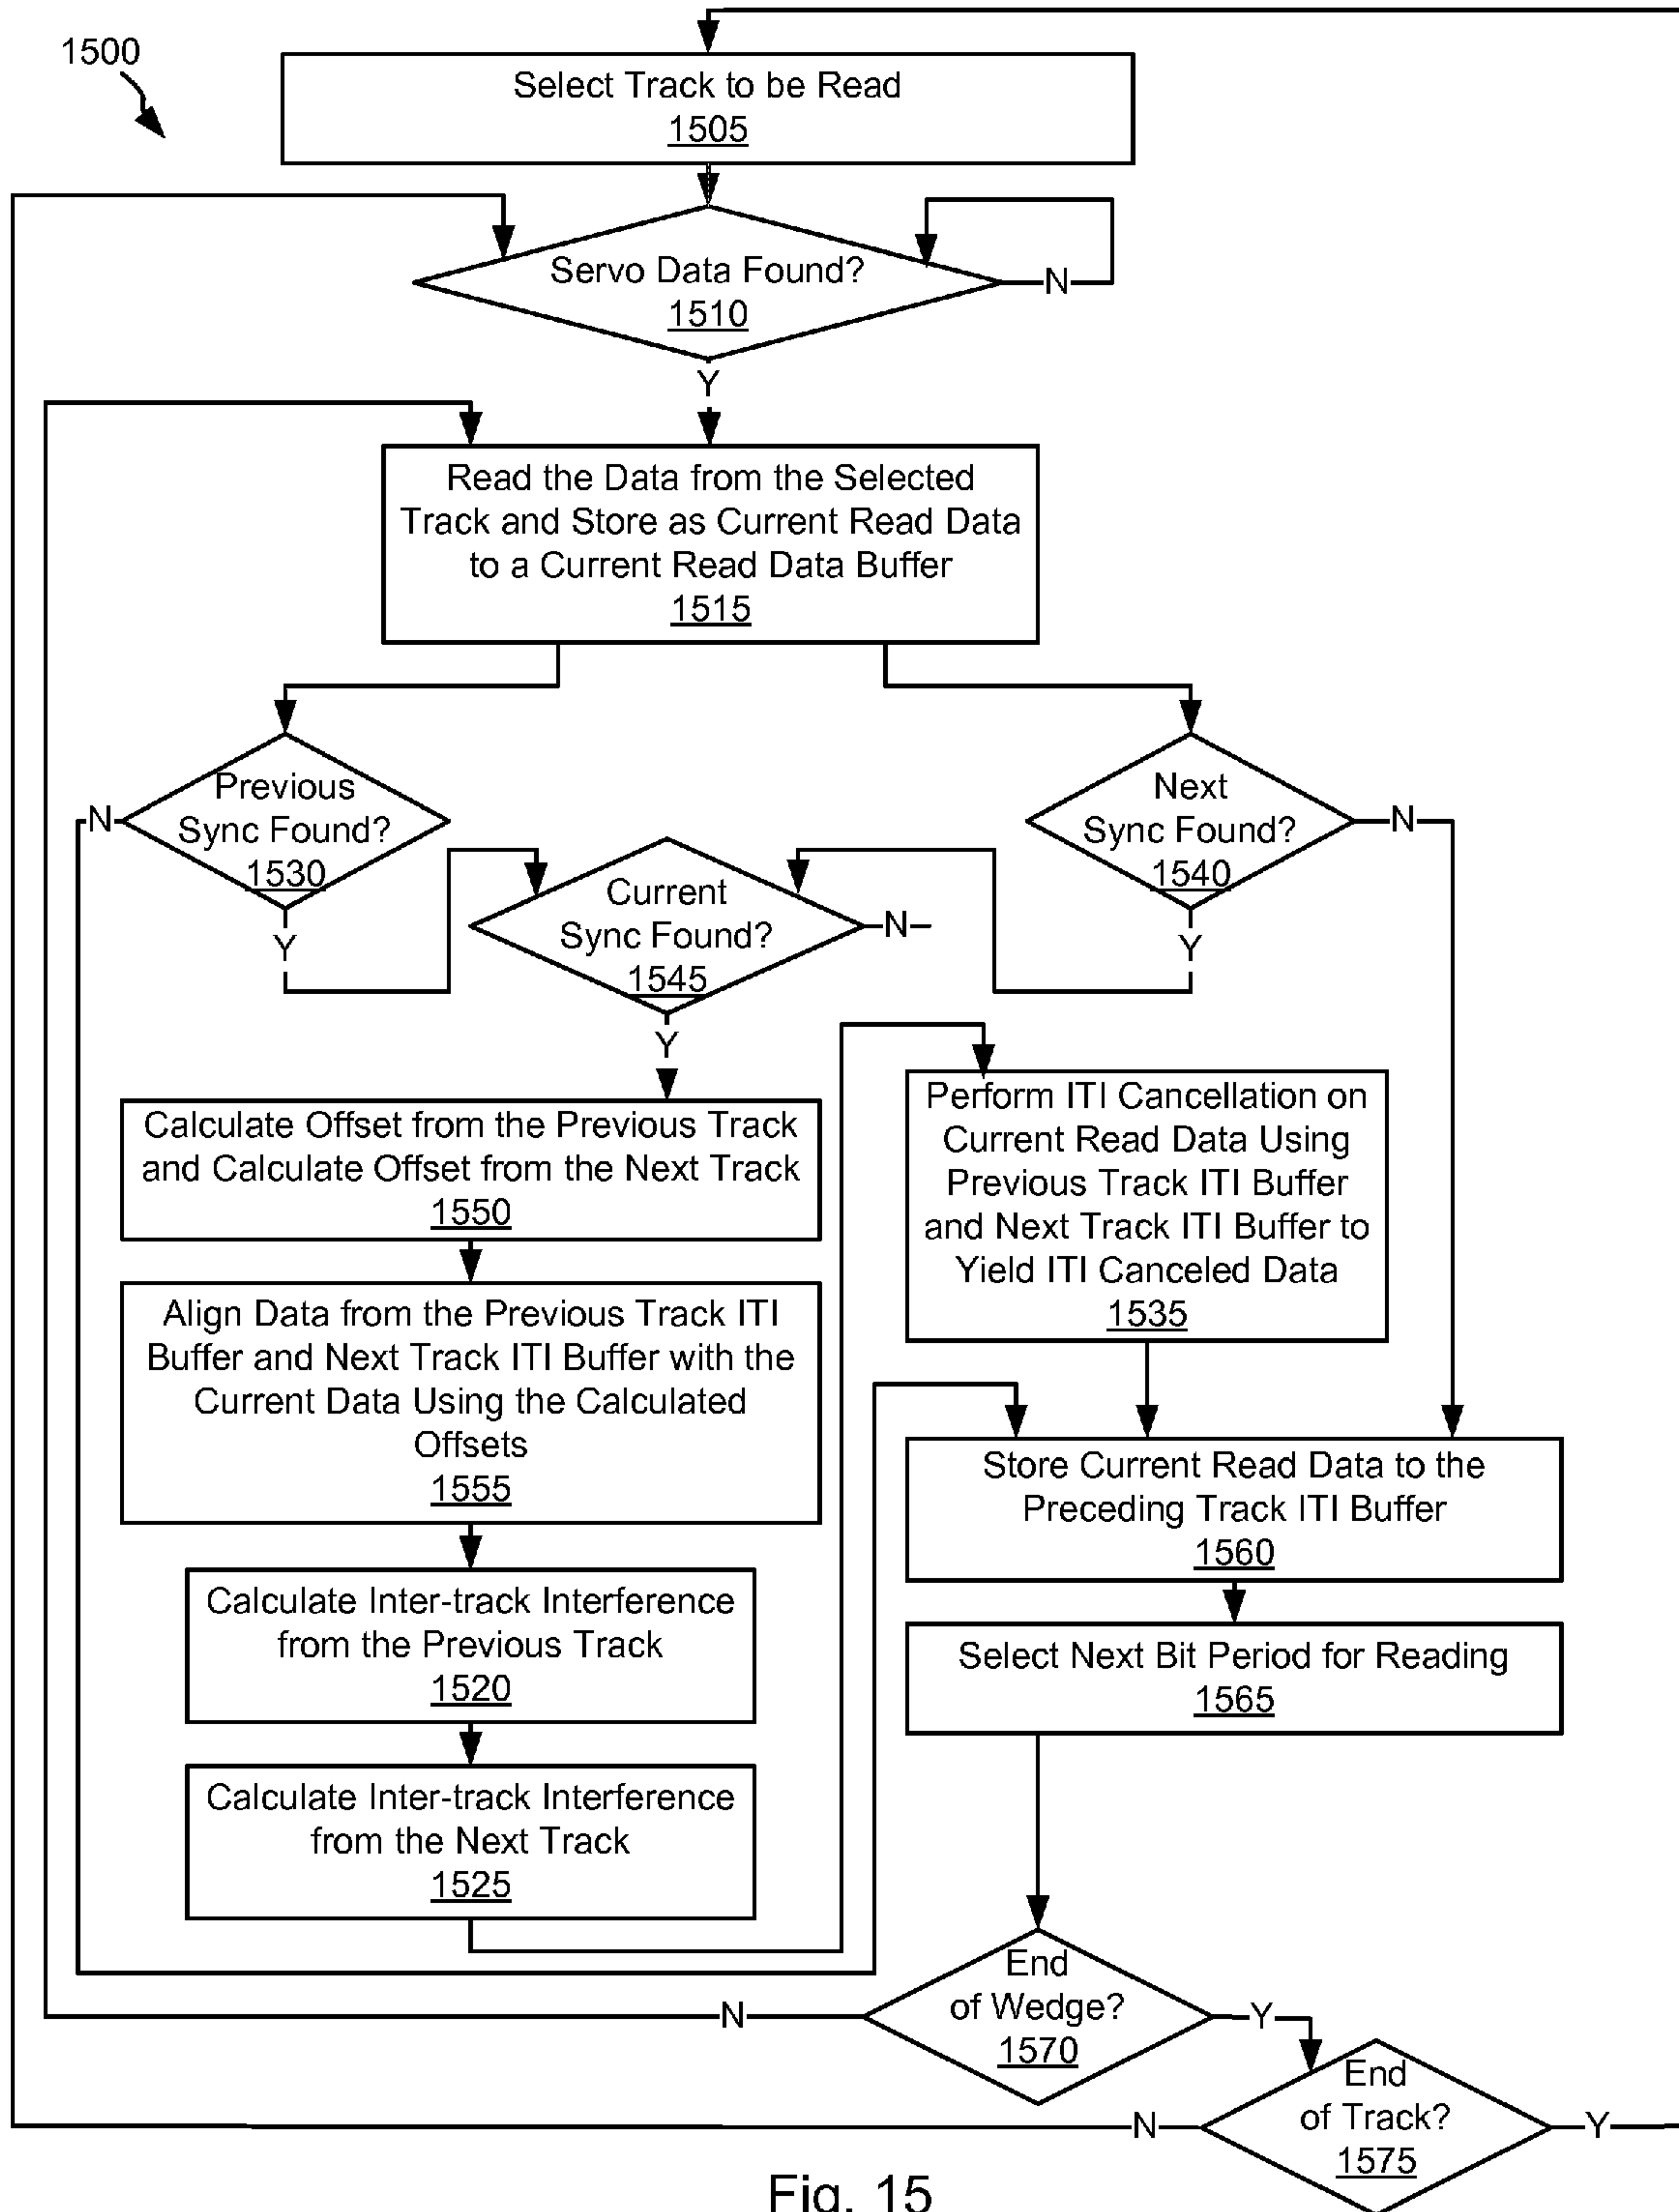 1500
Select Track to be Read
1505
Servo Data Found?
1510
N
Y
Read the Data from the Selected
Track and Store as Current Read Data
to a Current Read Data Buffer
1515
Previous
Sync Found?
1530
N
Y
Next
Sync Found?
1540
N
Y
Current
Sync Found?
1545
N
Y
Calculate Offset from the Previous Track
and Calculate Offset from the Next Track
1550
Align Data from the Previous Track ITI
Buffer and Next Track ITI Buffer with the
Current Data Using the Calculated
Offsets
1555
Calculate Inter-track Interference
from the Previous Track
1520
Calculate Inter-track Interference
from the Next Track
1525
Perform ITI Cancellation on
Current Read Data Using
Previous Track ITI Buffer
and Next Track ITI Buffer to
Yield ITI Canceled Data
1535
Store Current Read Data to the
Preceding Track ITI Buffer
1560
Select Next Bit Period for Reading
1565
End
of Wedge?
1570
N
Y
End
of Track?
1575
N
Y
Fig. 15